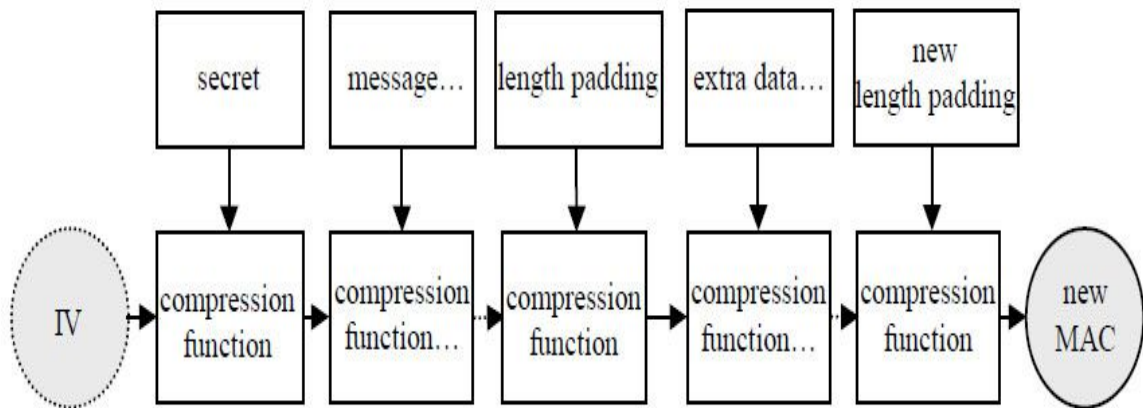 secret
message…
length padding
extra data…
new
length padding
IV
compression
function
compression
function…
compression
function
compression
function…
compression
function
new
MAC